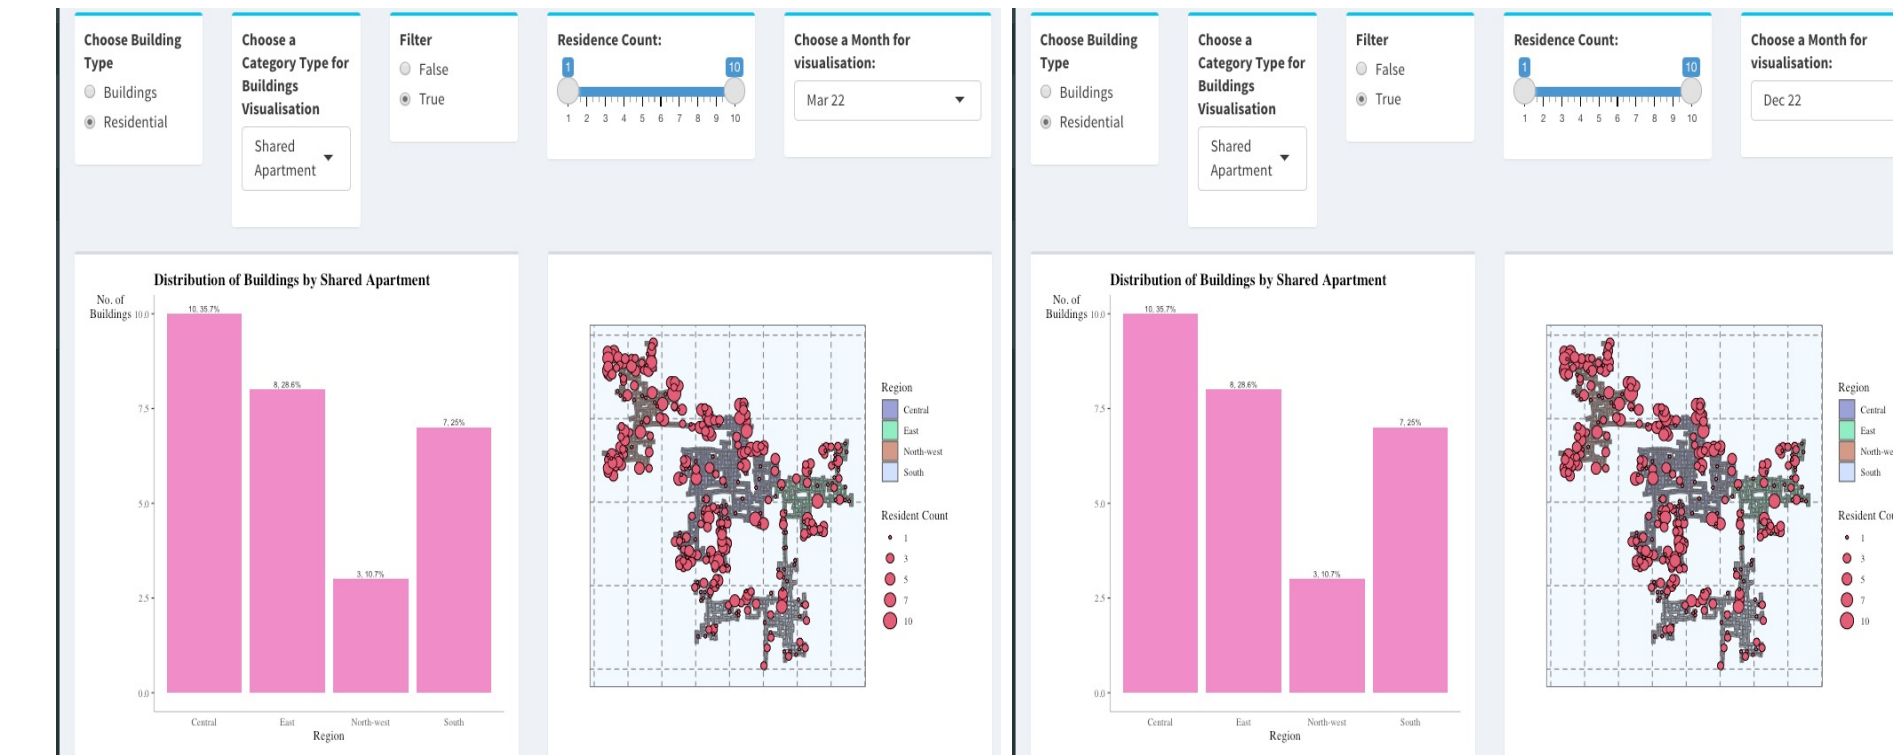 Choose Building
Type
Buildings
Residential
Choose a
Category Type for
Buildings
Visualisation
Shared
Apartment
Filter
False
True
Residence Count:
1
10
1 2 3 4 5 6 7 8 9 10
Choose a Month for
visualisation:
Mar 22
Distribution of Buildings by Shared Apartment
No. of
Buildings
10.0
7.5
5.0
2.5
0.0
10, 35.7%
8, 28.6%
3, 10.7%
7, 25%
Central
East
North-west
South
Region
Region
Central
East
North-west
South
Resident Count
1
3
5
7
10
Choose Building
Type
Buildings
Residential
Choose a
Category Type for
Buildings
Visualisation
Shared
Apartment
Filter
False
True
Residence Count:
1
10
1 2 3 4 5 6 7 8 9 10
Choose a Month for
visualisation:
Dec 22
Distribution of Buildings by Shared Apartment
No. of
Buildings
10.0
7.5
5.0
2.5
0.0
10, 35.7%
8, 28.6%
3, 10.7%
7, 25%
Central
East
North-west
South
Region
Region
Central
East
North-we
South
Resident Cou
1
3
5
7
10